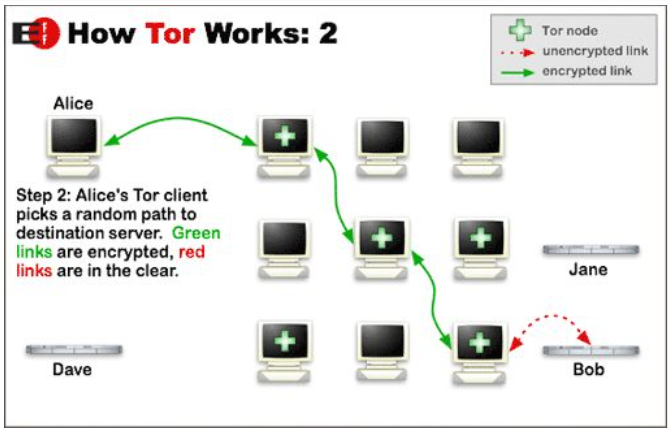 EFF How Tor Works: 2
Tor node
unencrypted link
encrypted link
Alice
Step 2: Alice's Tor client
picks a random path to
destination server. Green
links are encrypted, red
links are in the clear.
Jane
Dave
Bob